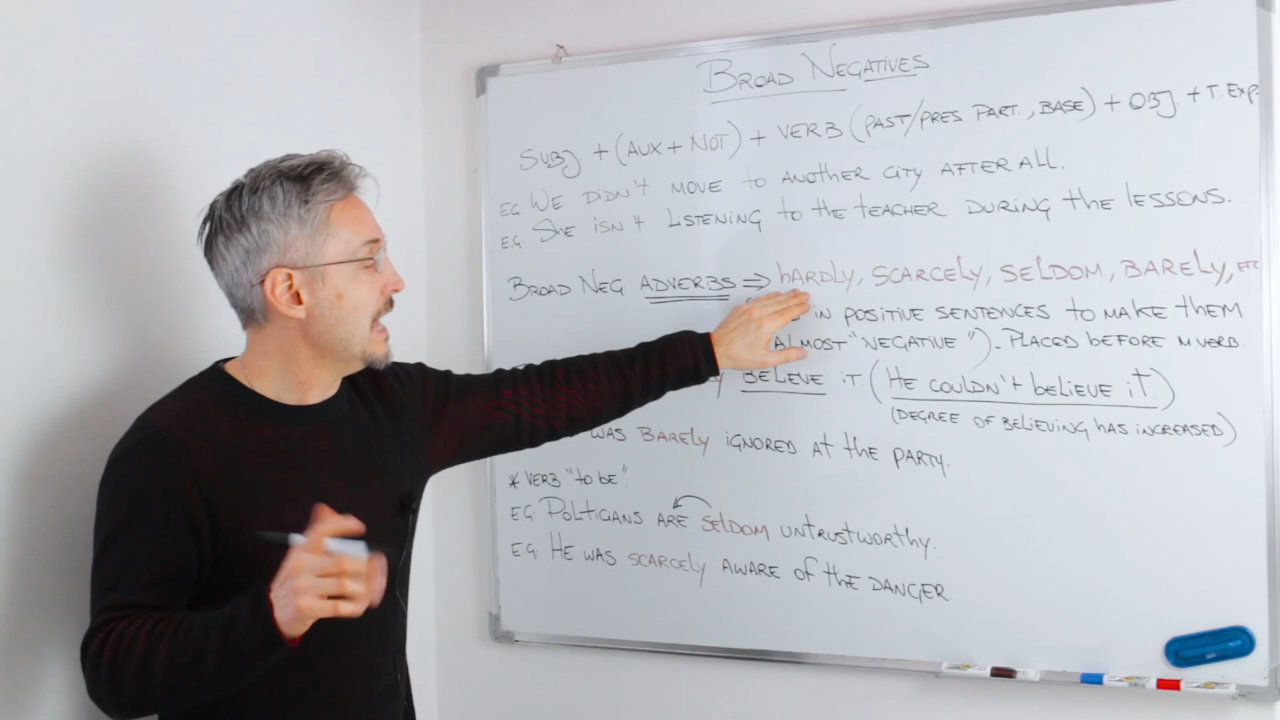 BROAD NEGATIVES
SUBJ. + (AUX + NOT) + VERB (PAST/PRES PART., BASE) + OBJ. + T. EXP
EG. WE DIDN'T MOVE TO ANOTHER CITY AFTER ALL.
E.G. SHE ISN'T LISTENING TO THE TEACHER DURING THE LESSONS.
BROAD NEG ADVERBS ⇒ HARDLY, SCARCELY, SELDOM, BARELY, ETC
IN POSITIVE SENTENCES TO MAKE THEM
ALMOST "NEGATIVE"). PLACED BEFORE M. VERB.
BELIEVE IT. (HE COULDN'T BELIEVE IT.)
(DEGREE OF BELIEVING HAS INCREASED)
WAS BARELY IGNORED AT THE PARTY.
* VERB "TO BE".
EG. POLITICIANS ARE SELDOM UNTRUSTWORTHY.
EG. HE WAS SCARCELY AWARE OF THE DANGER